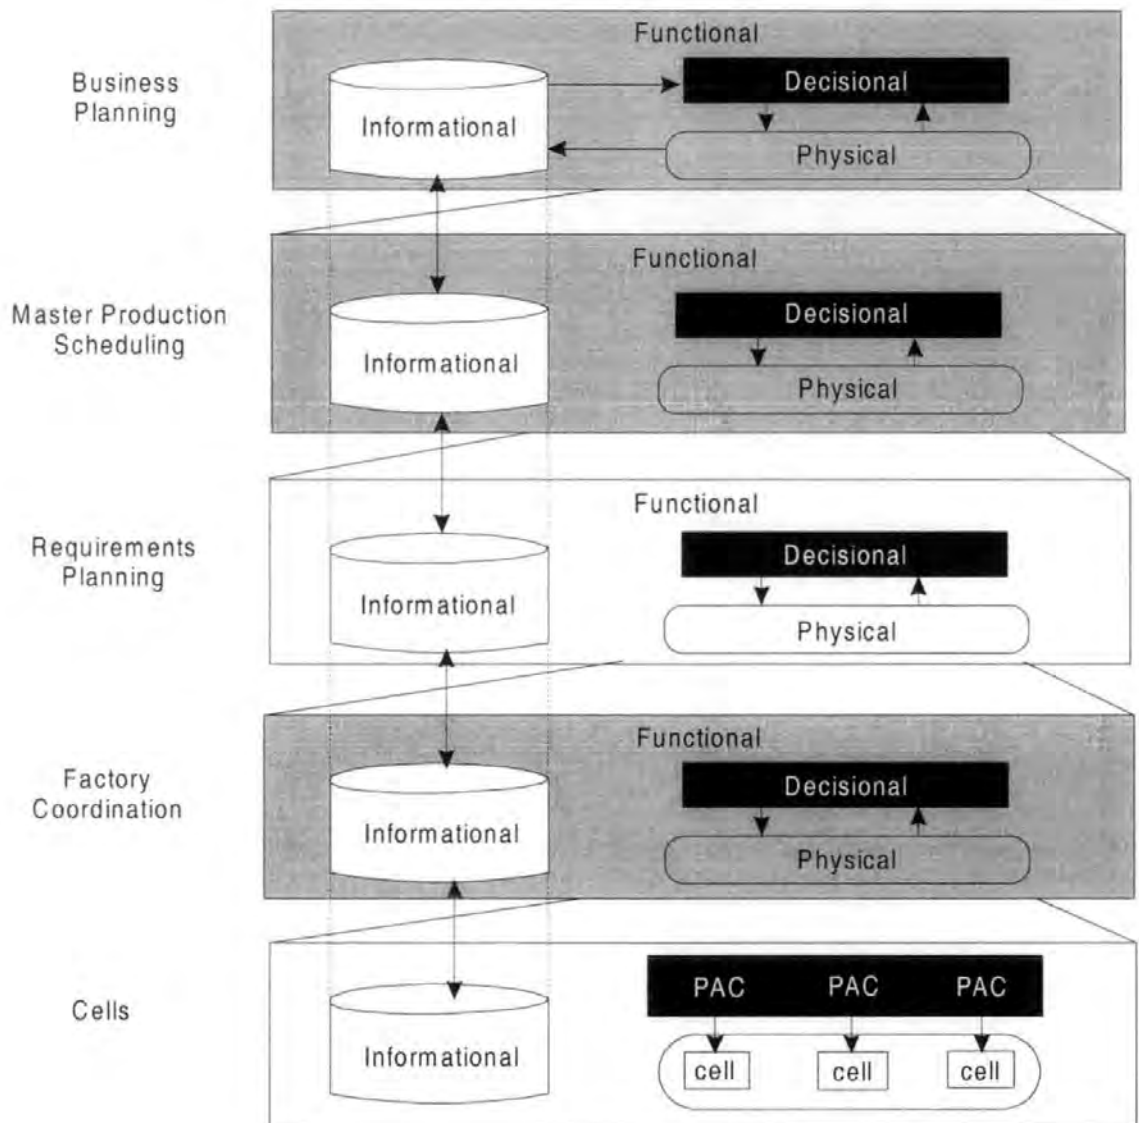 Functional
Business
Planning
Informational
Decisional
Physical
Functional
Master Production
Scheduling
Informational
Decisional
Physical
Functional
Requirements
Planning
Informational
Decisional
Physical
Functional
Factory
Coordination
Informational
Decisional
Physical
Cells
Informational
PAC PAC PAC
cell cell cell